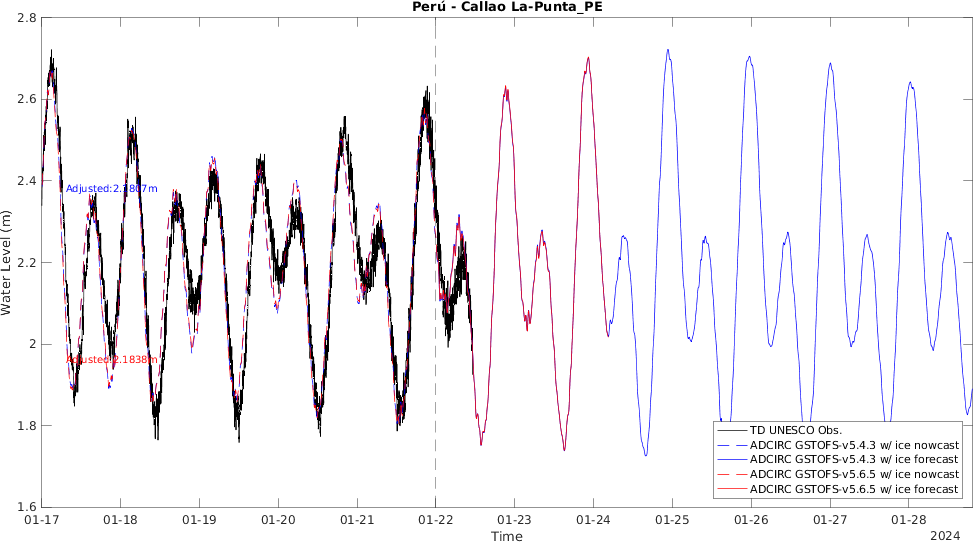 Perú - Callao La-Punta_PE
2.8
2.6
2.4
2.2
2
1.8
1.6
Water Level (m)
Adjusted:2.1807m
Adjusted:2.1838m
TD UNESCO Obs.
ADCIRC GSTOFS-v5.4.3 w/ ice nowcast
ADCIRC GSTOFS-v5.4.3 w/ ice forecast
ADCIRC GSTOFS-v5.6.5 w/ ice nowcast
ADCIRC GSTOFS-v5.6.5 w/ ice forecast
01-17 01-18 01-19 01-20 01-21 01-22 01-23 01-24 01-25 01-26 01-27 01-28
Time
2024